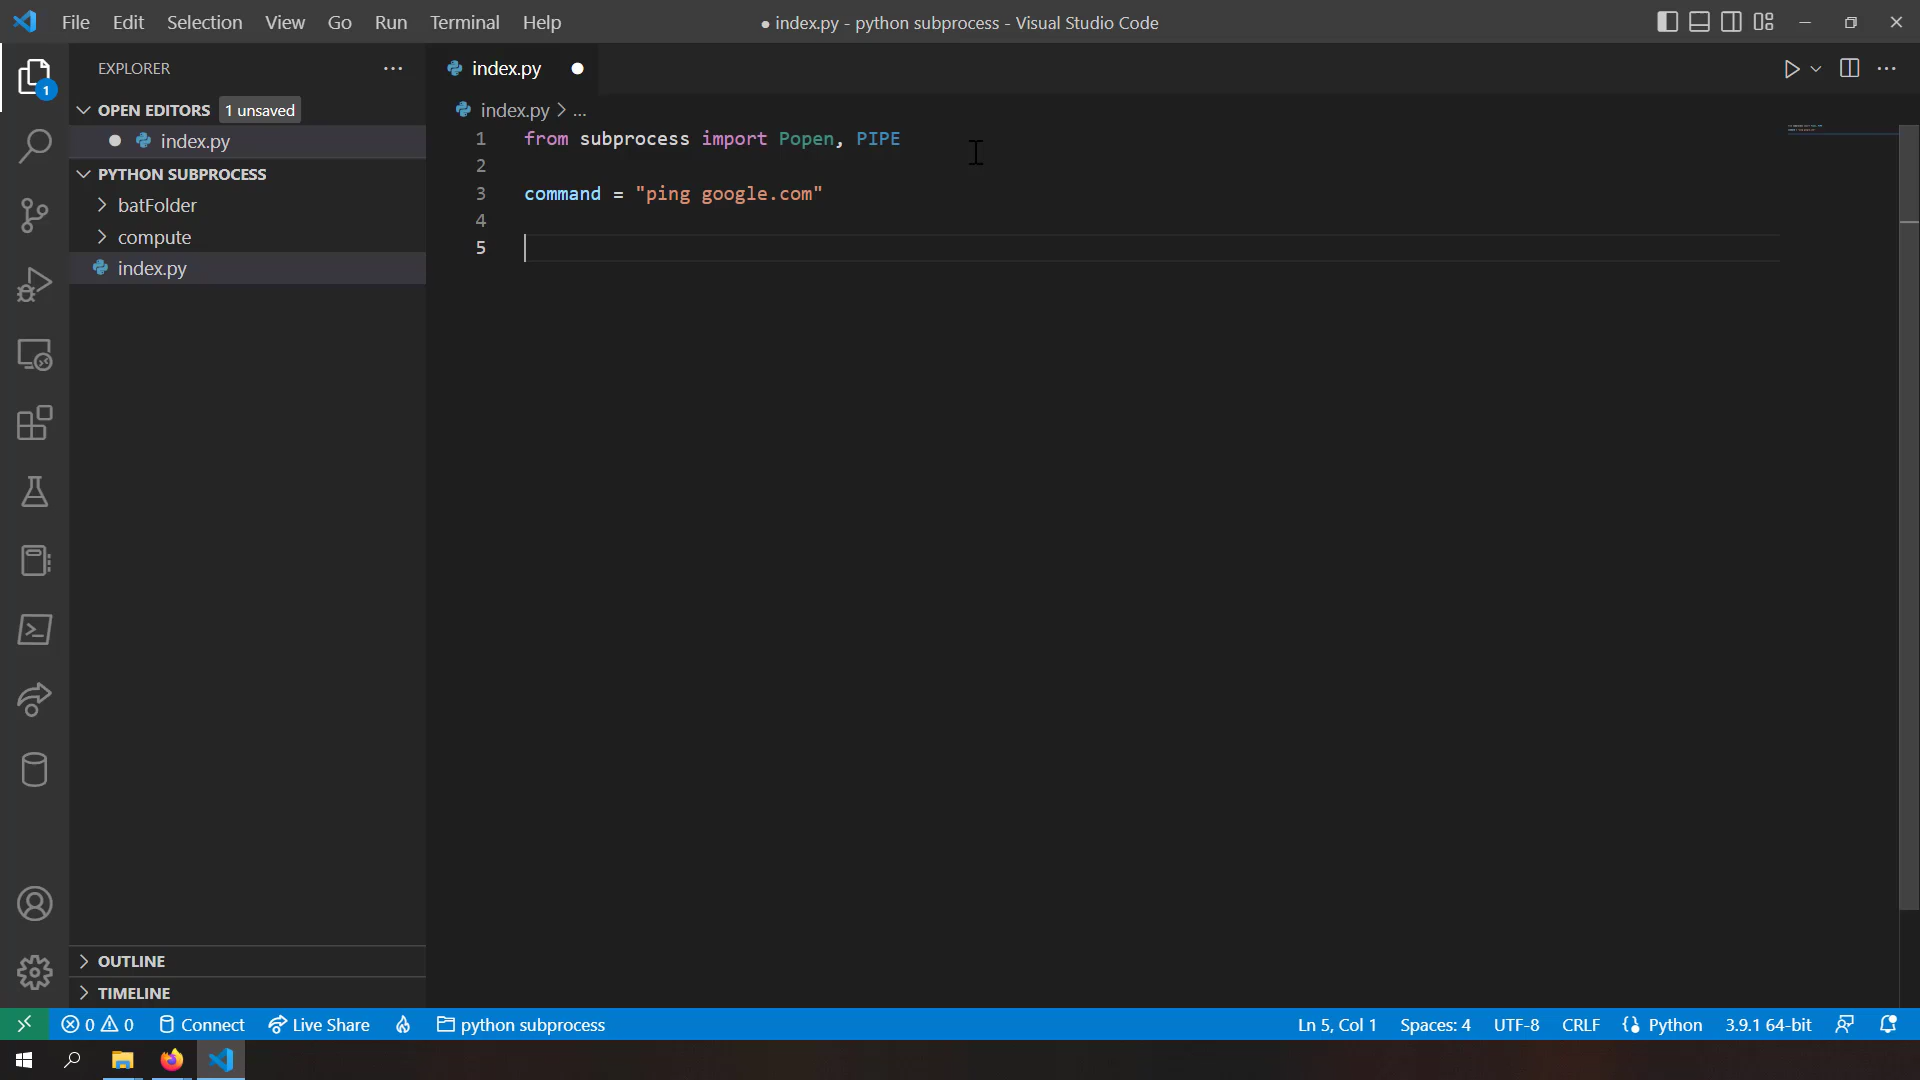 File Edit Selection View Go Run Terminal Help
● index.py - python subprocess - Visual Studio Code
EXPLORER
OPEN EDITORS 1 unsaved
index.py
PYTHON SUBPROCESS
batFolder
compute
index.py
OUTLINE
TIMELINE
1
index.py
index.py > ...
1 from subprocess import Popen, PIPE
2
3 command = "ping google.com"
4
5
0 0 Connect Live Share python subprocess
Ln 5, Col 1 Spaces: 4 UTF-8 CRLF Python 3.9.1 64-bit